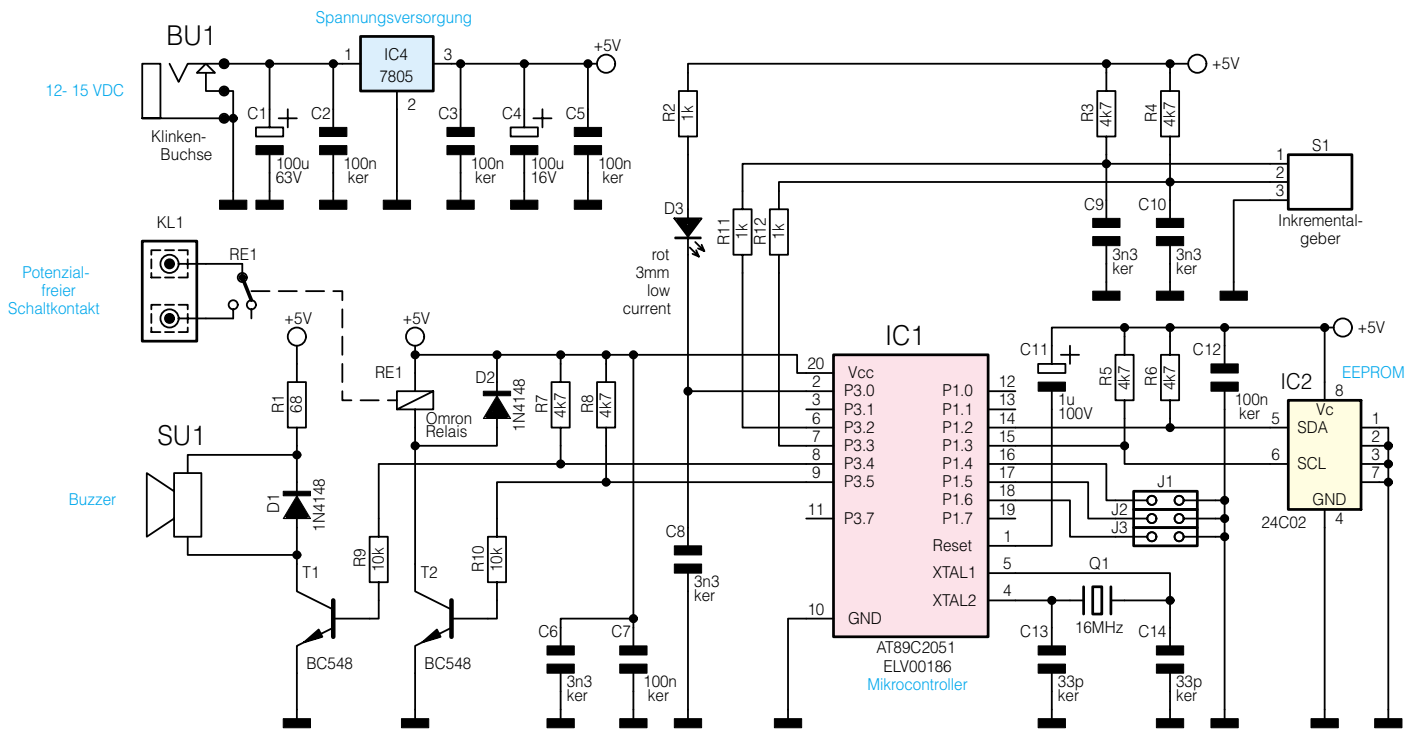 Spannungsversorgung
BU1
12- 15 VDC
Klinken-
Buchse
C1
+
100u
63V
C2
100n
ker
1
IC4
7805
3
2
C3
100n
ker
C4
+
100u
16V
C5
100n
ker
+5V
KL1
RE1
Potenzial-
freier
Schaltkontakt
+5V
R1
68
SU1
Buzzer
D1
1N4148
T1
BC548
R9
10k
+5V
RE1
Omron
Relais
D2
1N4148
T2
BC548
R10
10k
R7
4k7
R8
4k7
C6
3n3
ker
C7
100n
ker
R2
1k
D3
rot
3mm
low
current
C8
3n3
ker
R11
1k
R12
1k
+5V
R3
4k7
R4
4k7
C9
3n3
ker
C10
3n3
ker
S1
1
2
3
Inkremental-
geber
IC1
20
Vcc
2
P3.0
3
P3.1
6
P3.2
7
P3.3
8
P3.4
9
P3.5
11
P3.7
10
GND
P1.0
12
P1.1
13
P1.2
14
P1.3
15
P1.4
16
P1.5
17
P1.6
18
P1.7
19
Reset
1
XTAL1
5
XTAL2
4
AT89C2051
ELV00186
Mikrocontroller
C11
+
1u
100V
R5
4k7
R6
4k7
C12
100n
ker
+5V
EEPROM
IC2
8
Vc
5
SDA
6
SCL
GND
4
1
2
3
7
24C02
J1
J2
J3
Q1
16MHz
C13
33p
ker
C14
33p
ker